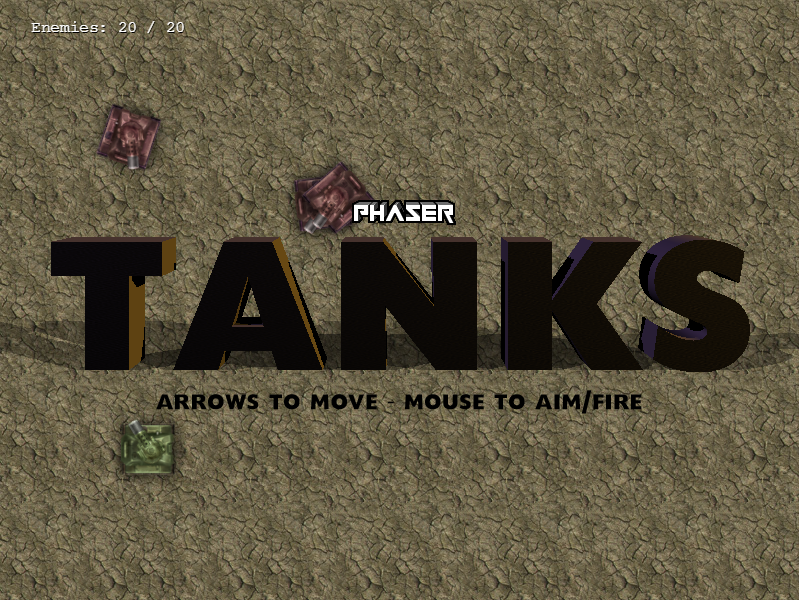 Enemies: 20 / 20
PHASER
TANKS
ARROWS TO MOVE - MOUSE TO AIM/FIRE